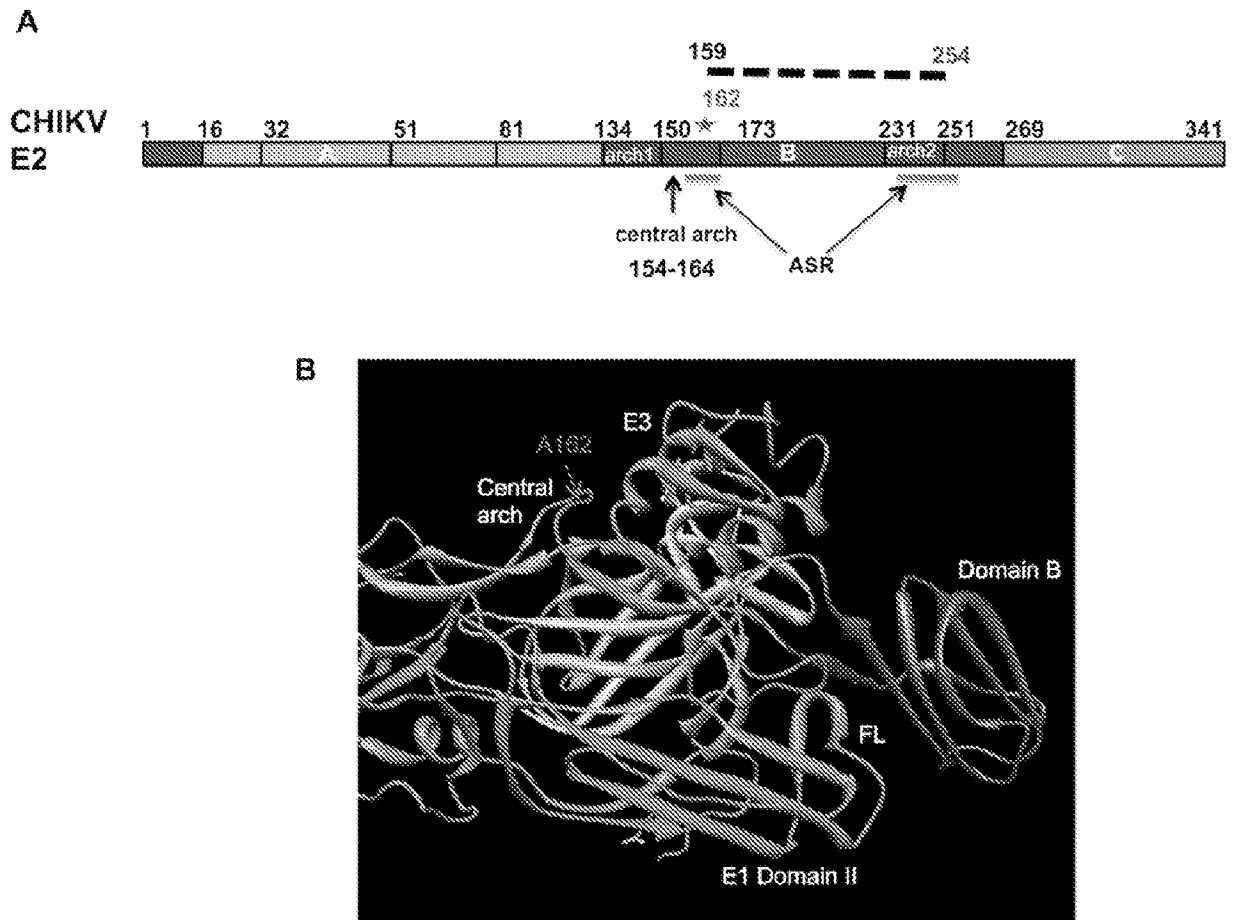 A
159 254
162
CHIKV
E2
1 16 32 51 81 134 150 173 231 251 269 341
A arch1 B arch2 C
central arch
154-164
ASR
B
E3
A162
Central
arch
Domain B
FL
E1 Domain II